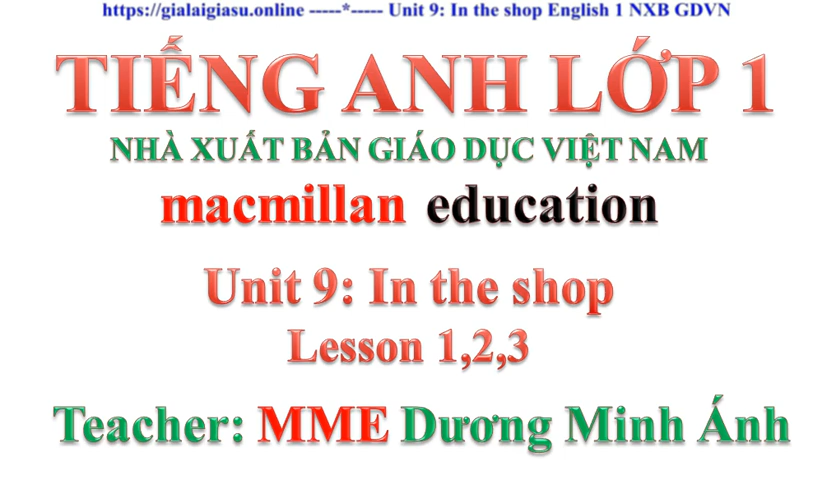 https://gialaigiasu.online -----*----- Unit 9: In the shop English 1 NXB GDVN
TIẾNG ANH LỚP 1
NHÀ XUẤT BẢN GIÁO DỤC VIỆT NAM
macmillan education
Unit 9: In the shop
Lesson 1,2,3
Teacher: MME Dương Minh Ánh